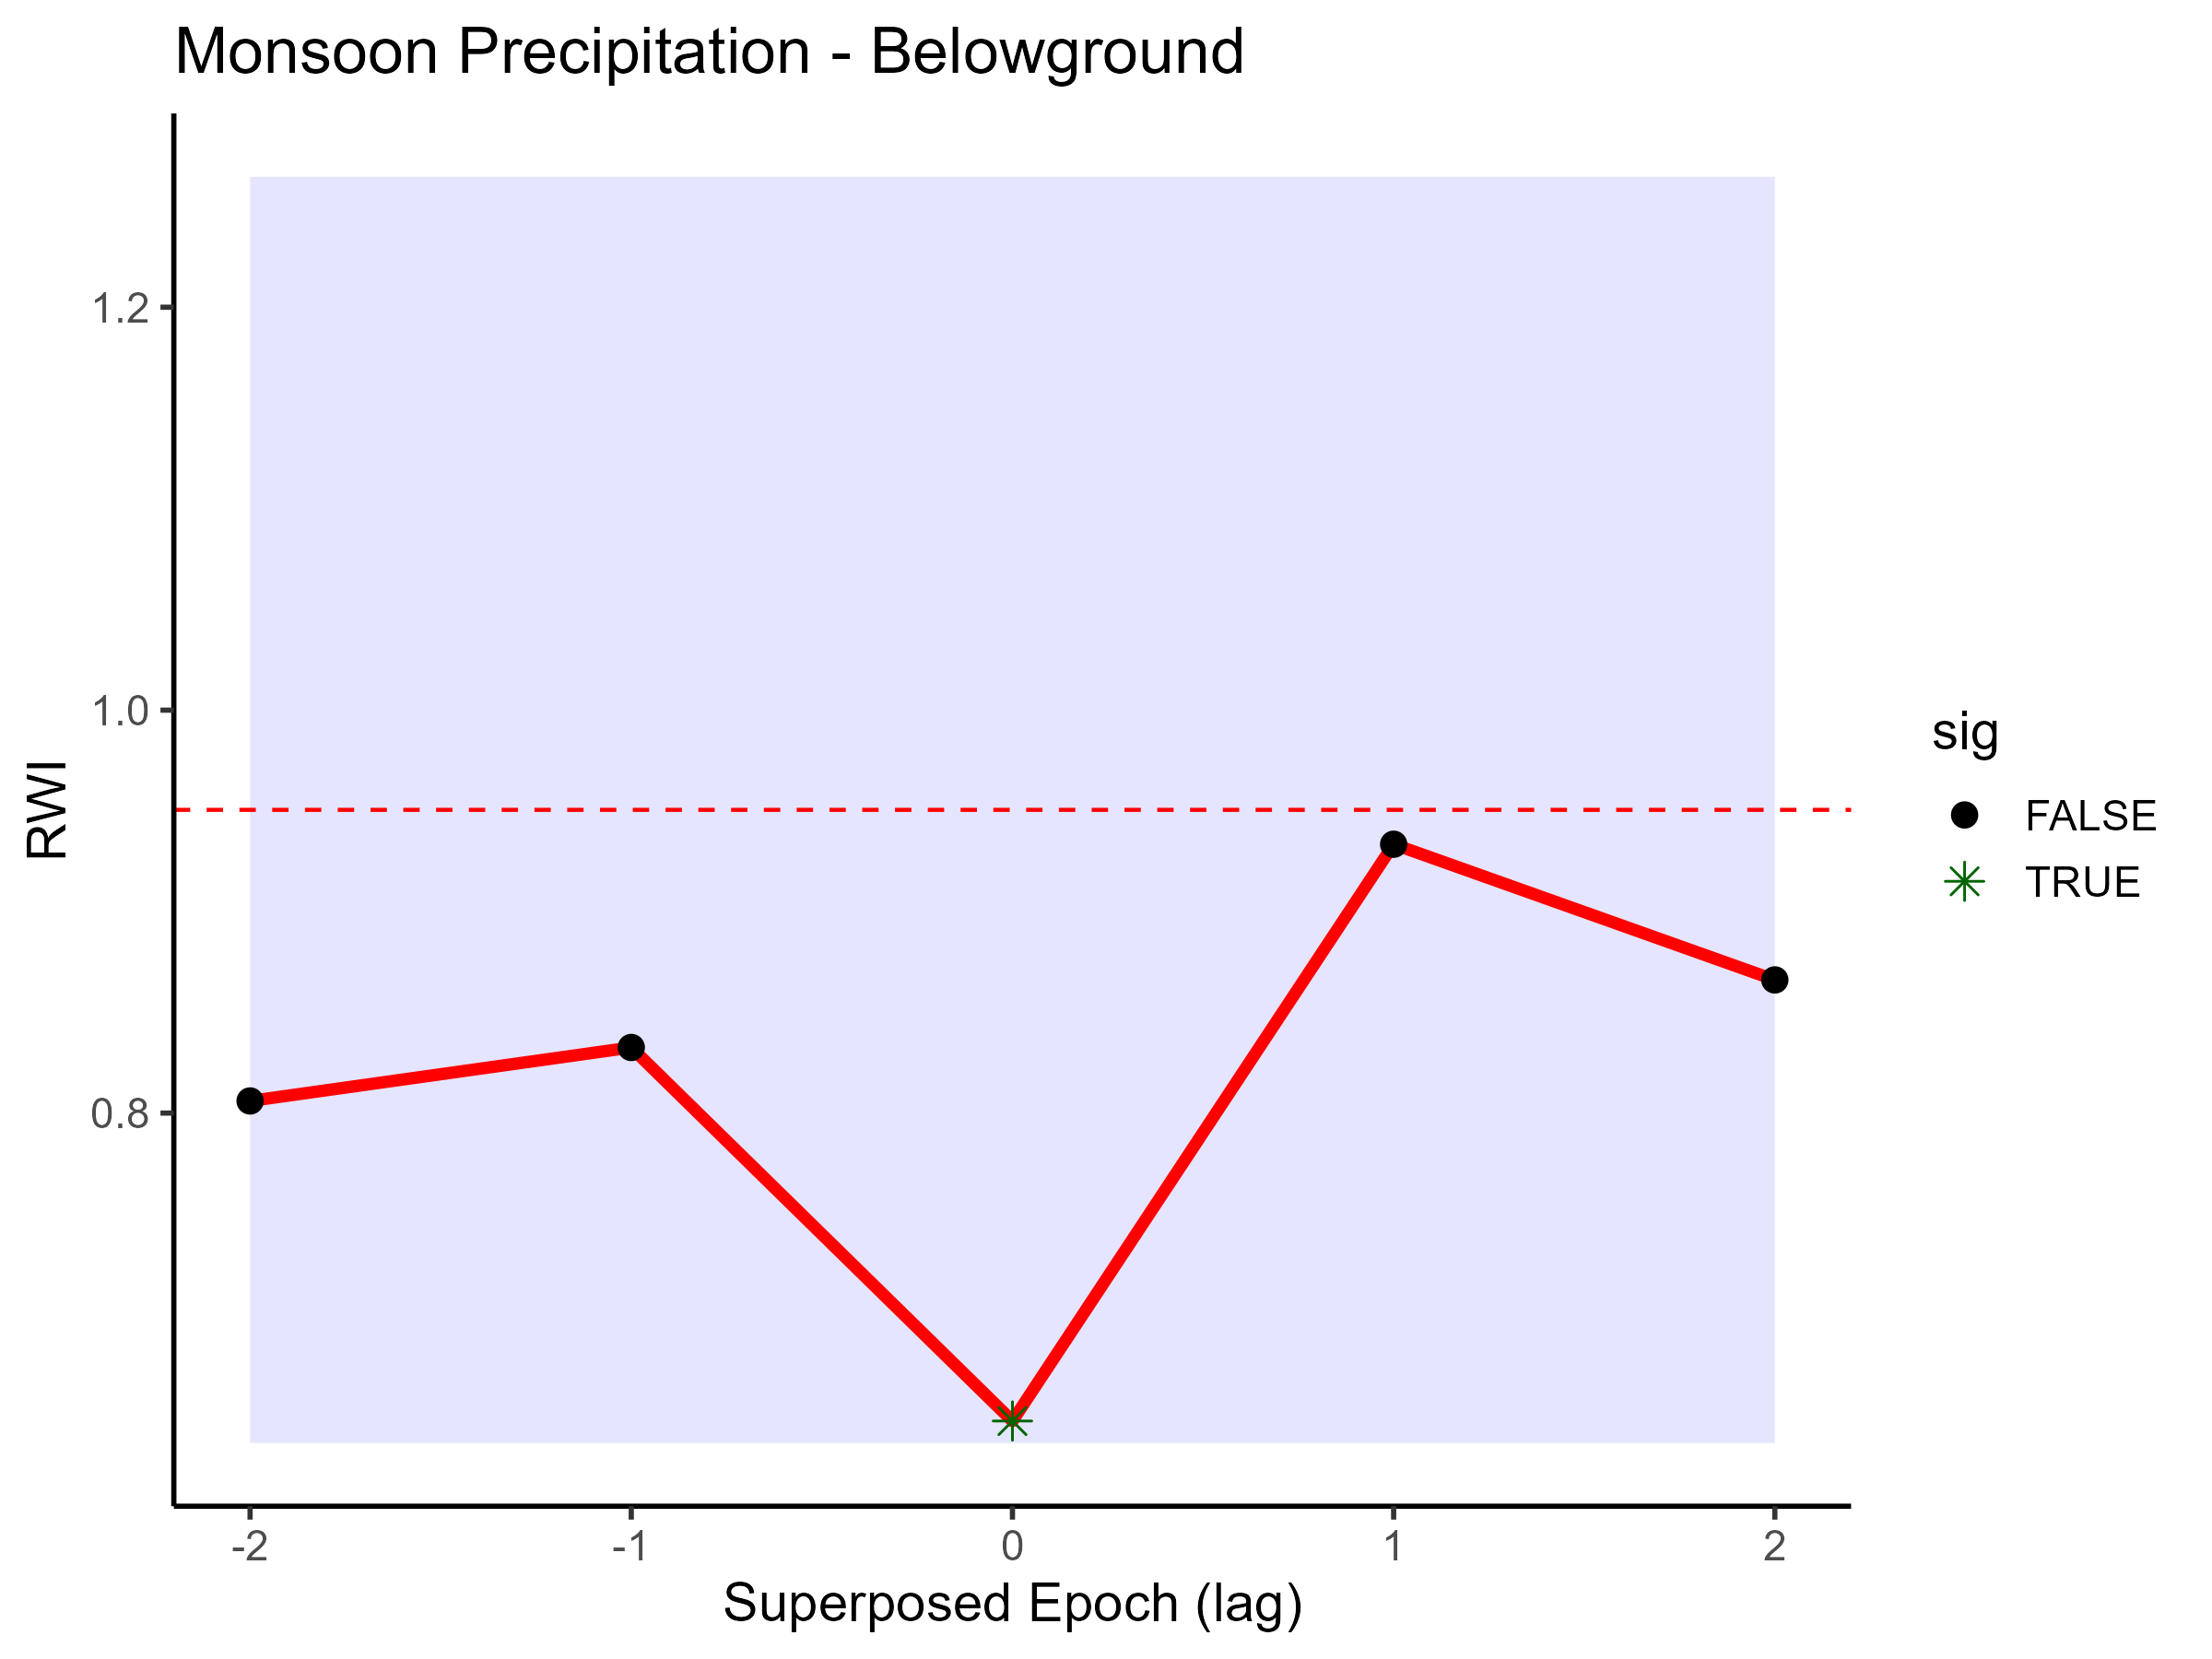 Monsoon Precipitation - Belowground
1.2
1.0
0.8
RWI
-2 -1 0 1 2
Superposed Epoch (lag)
sig
FALSE
TRUE